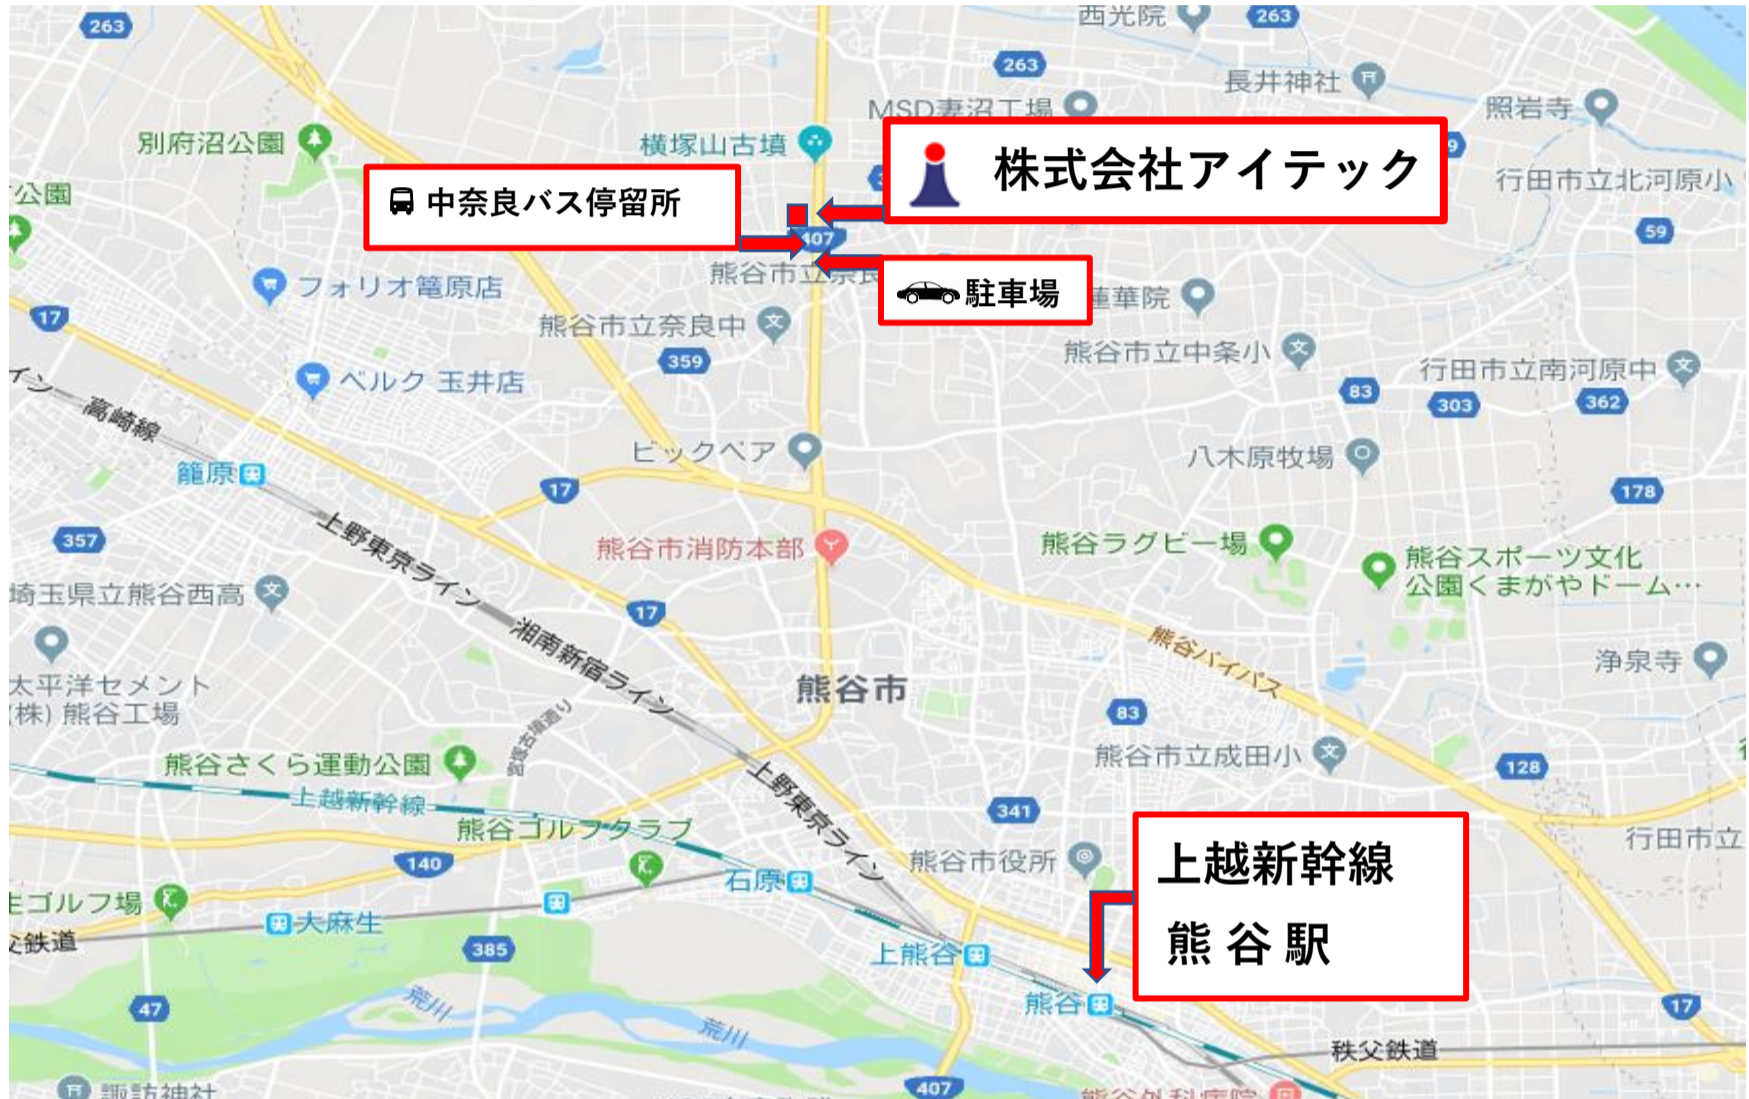 263
西光院
263
263
長井神社
MSD妻沼工場
照岩寺
別府沼公園
横塚山古墳
株式会社アイテック
行田市立北河原小
公園
中奈良バス停留所
407
59
熊谷市立奈良
フォリオ籠原店
駐車場
蓮華院
17
熊谷市立奈良中
359
熊谷市立中条小
行田市立南河原中
ベルク 玉井店
イン
83
303
362
高崎線
ビックベア
八木原牧場
籠原
17
178
357
上野東京ライン
熊谷市消防本部
熊谷ラグビー場
熊谷スポーツ文化
公園くまがやドーム…
埼玉県立熊谷西高
17
湘南新宿ライン
熊谷バイパス
浄泉寺
太平洋セメント
(株) 熊谷工場
熊谷市
83
熊谷さくら運動公園
熊谷市立成田小
128
上越新幹線
上野東京ライン
341
熊谷ゴルフクラブ
行田市立
140
熊谷市役所
上越新幹線
熊谷駅
石原
生ゴルフ場
大麻生
父鉄道
385
上熊谷
47
荒川
熊谷
17
荒川
秩父鉄道
諏訪神社
407
熊谷外科病院